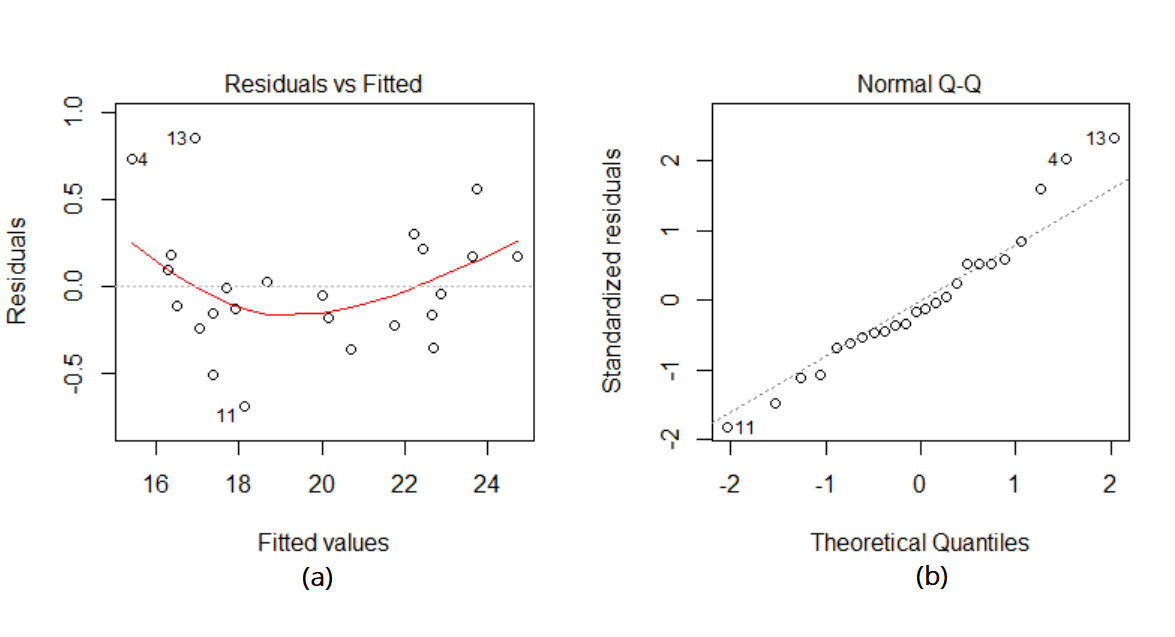 Residuals vs Fitted
Residuals
1.0
0.5
0.0
-0.5
13
4
11
16 18 20 22 24
Fitted values
(a)
Normal Q-Q
Standardized residuals
2
1
0
-1
-2
13
4
11
-2 -1 0 1 2
Theoretical Quantiles
(b)